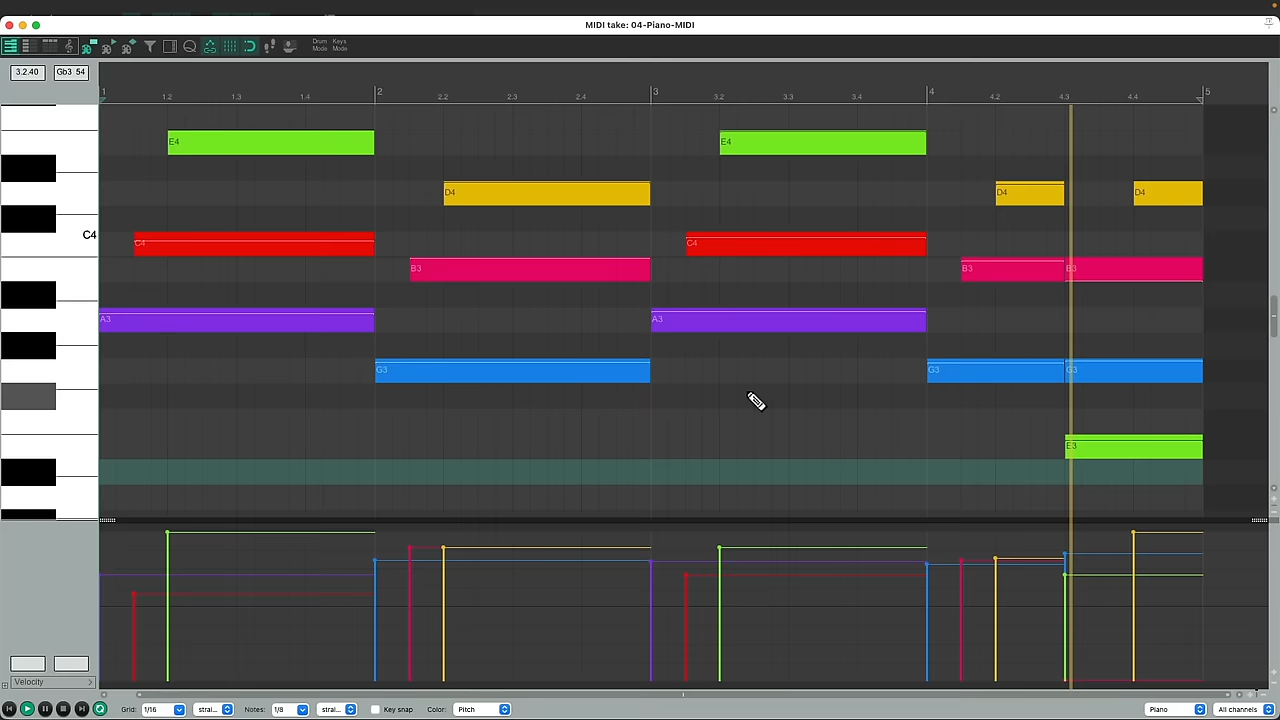 MIDI take: 04-Piano-MIDI
Drum Mode
Keys Mode
3.2.40
Gb3 54
1
1.2
1.3
1.4
2
2.2
2.3
2.4
3
3.2
3.3
3.4
4
4.2
4.3
4.4
5
E4
E4
D4
D4
D4
C4
C4
C4
B3
B3
B3
A3
A3
G3
G3
G3
E3
Velocity
Grid: 1/16
strai...
Notes: 1/8
strai...
Key snap
Color: Pitch
Piano
All channels